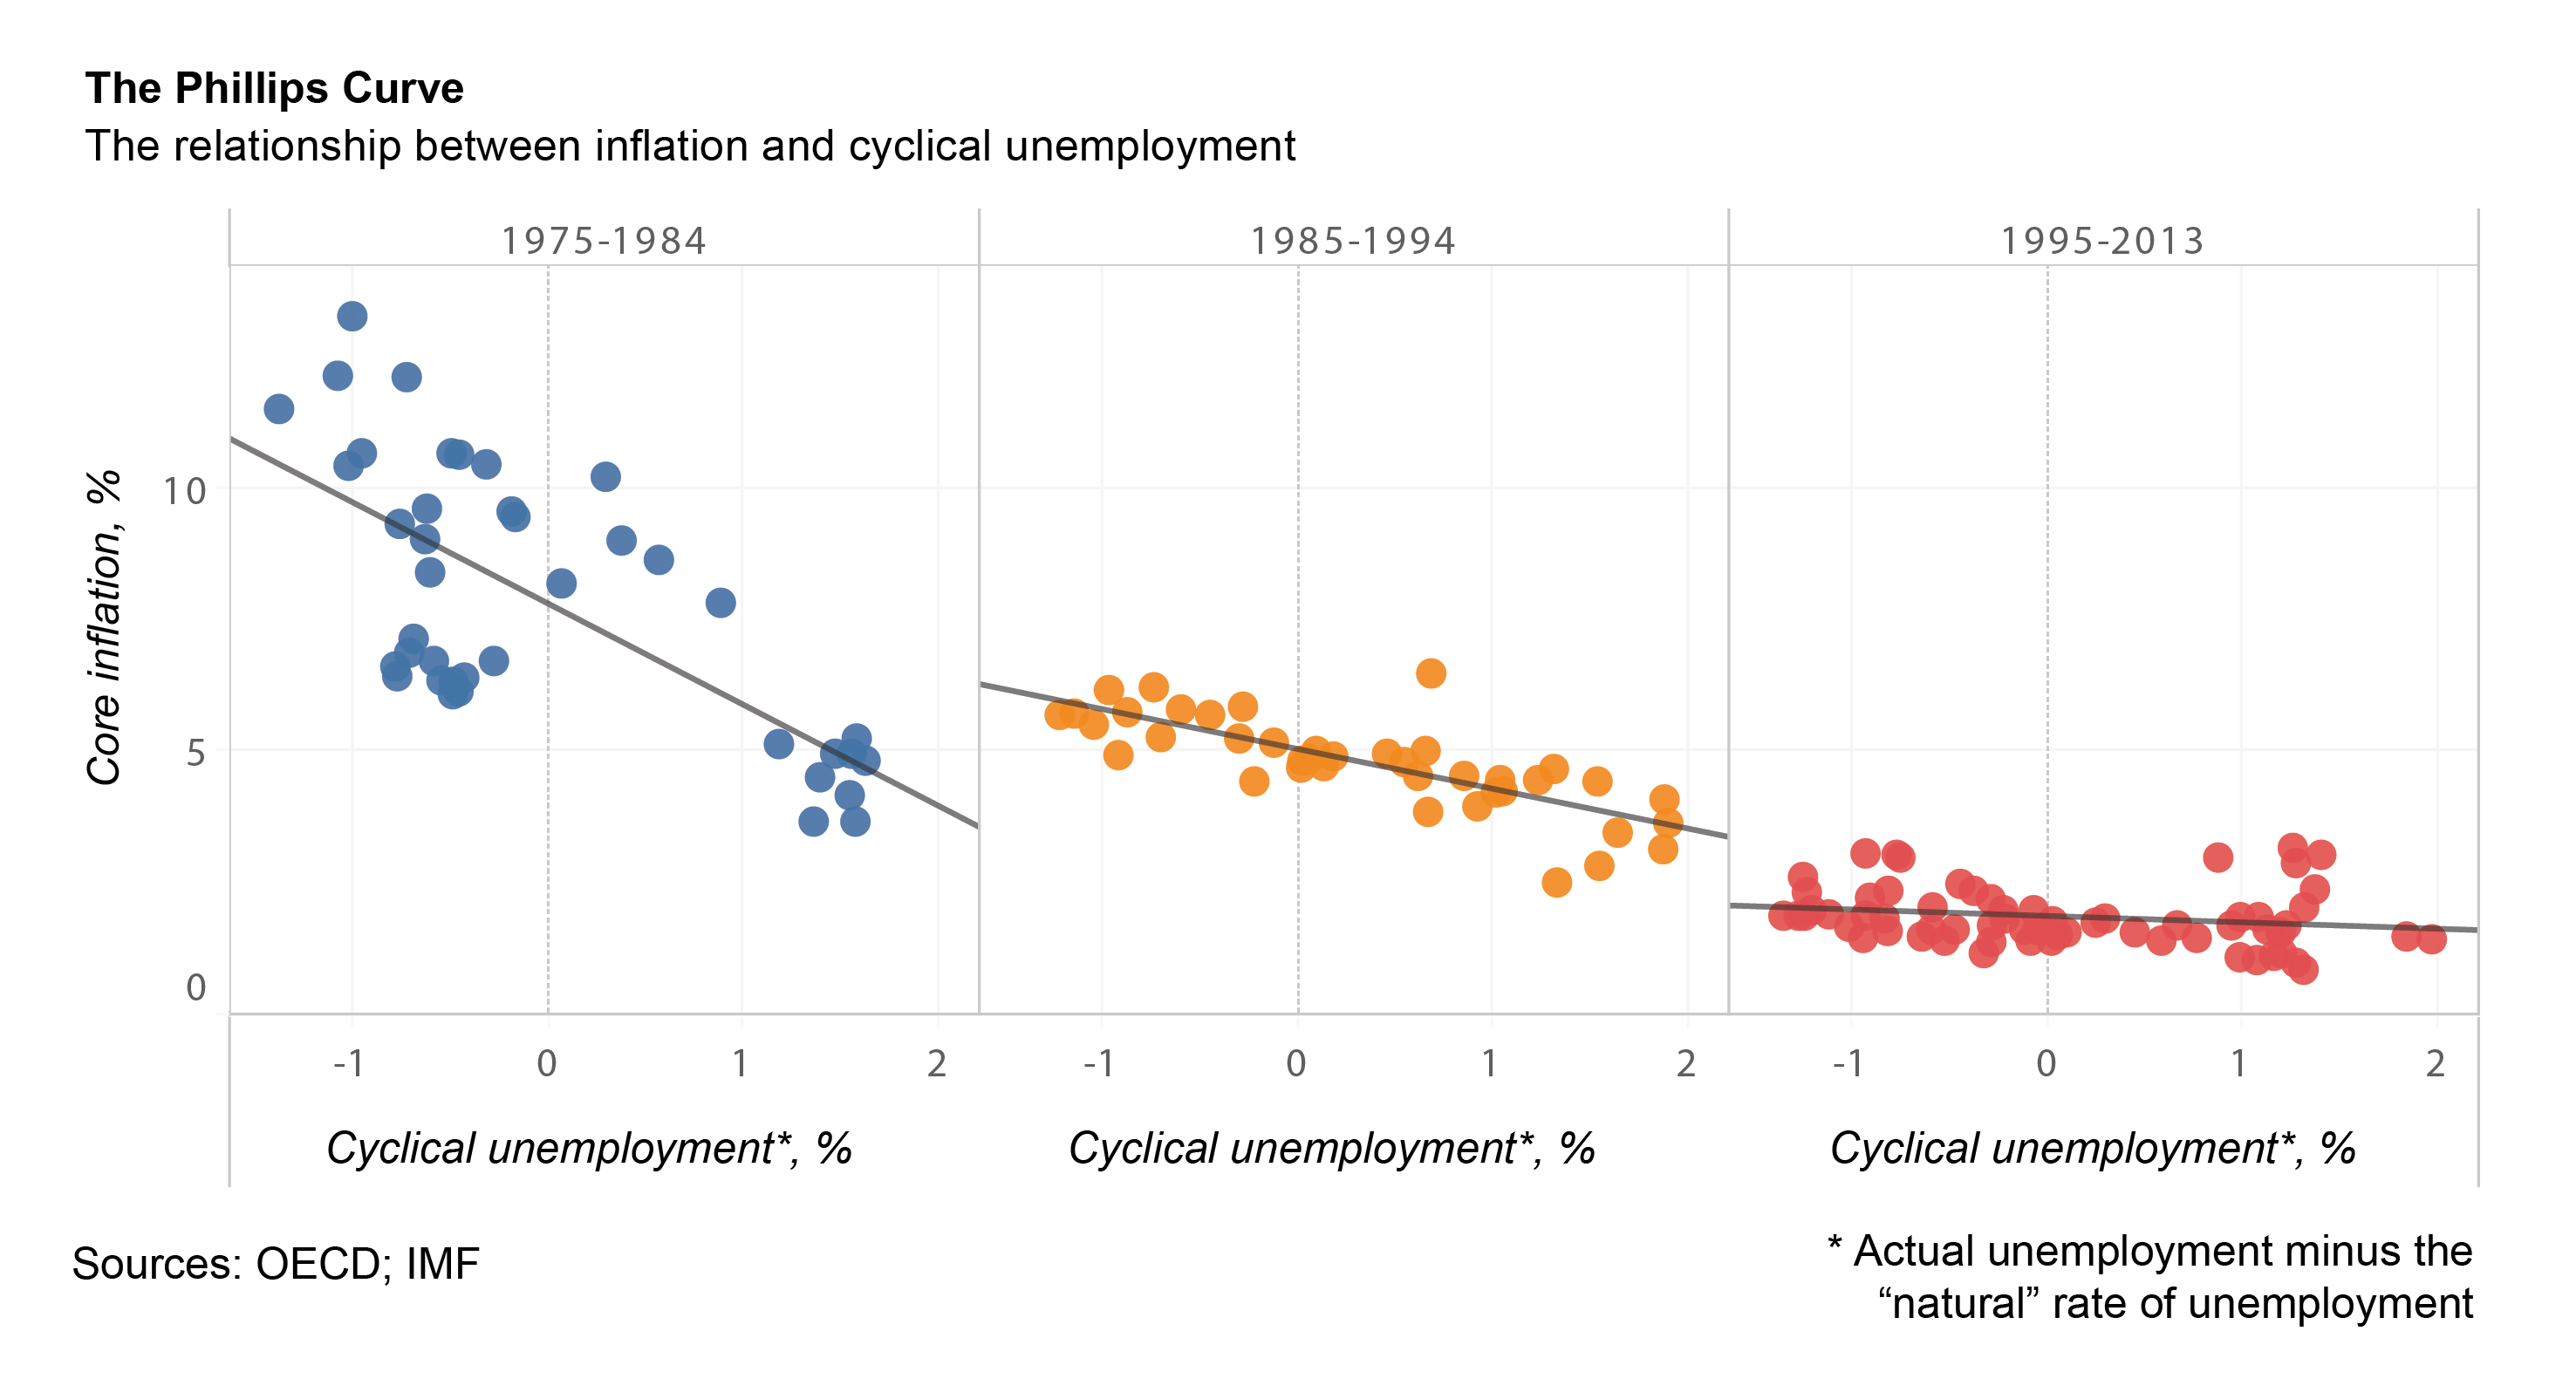 The Phillips Curve
The relationship between inflation and cyclical unemployment
1975-1984
1985-1994
1995-2013
Core inflation, %
10
5
0
-1 0 1 2
-1 0 1 2
-1 0 1 2
Cyclical unemployment*, %
Cyclical unemployment*, %
Cyclical unemployment*, %
Sources: OECD; IMF
* Actual unemployment minus the
“natural” rate of unemployment